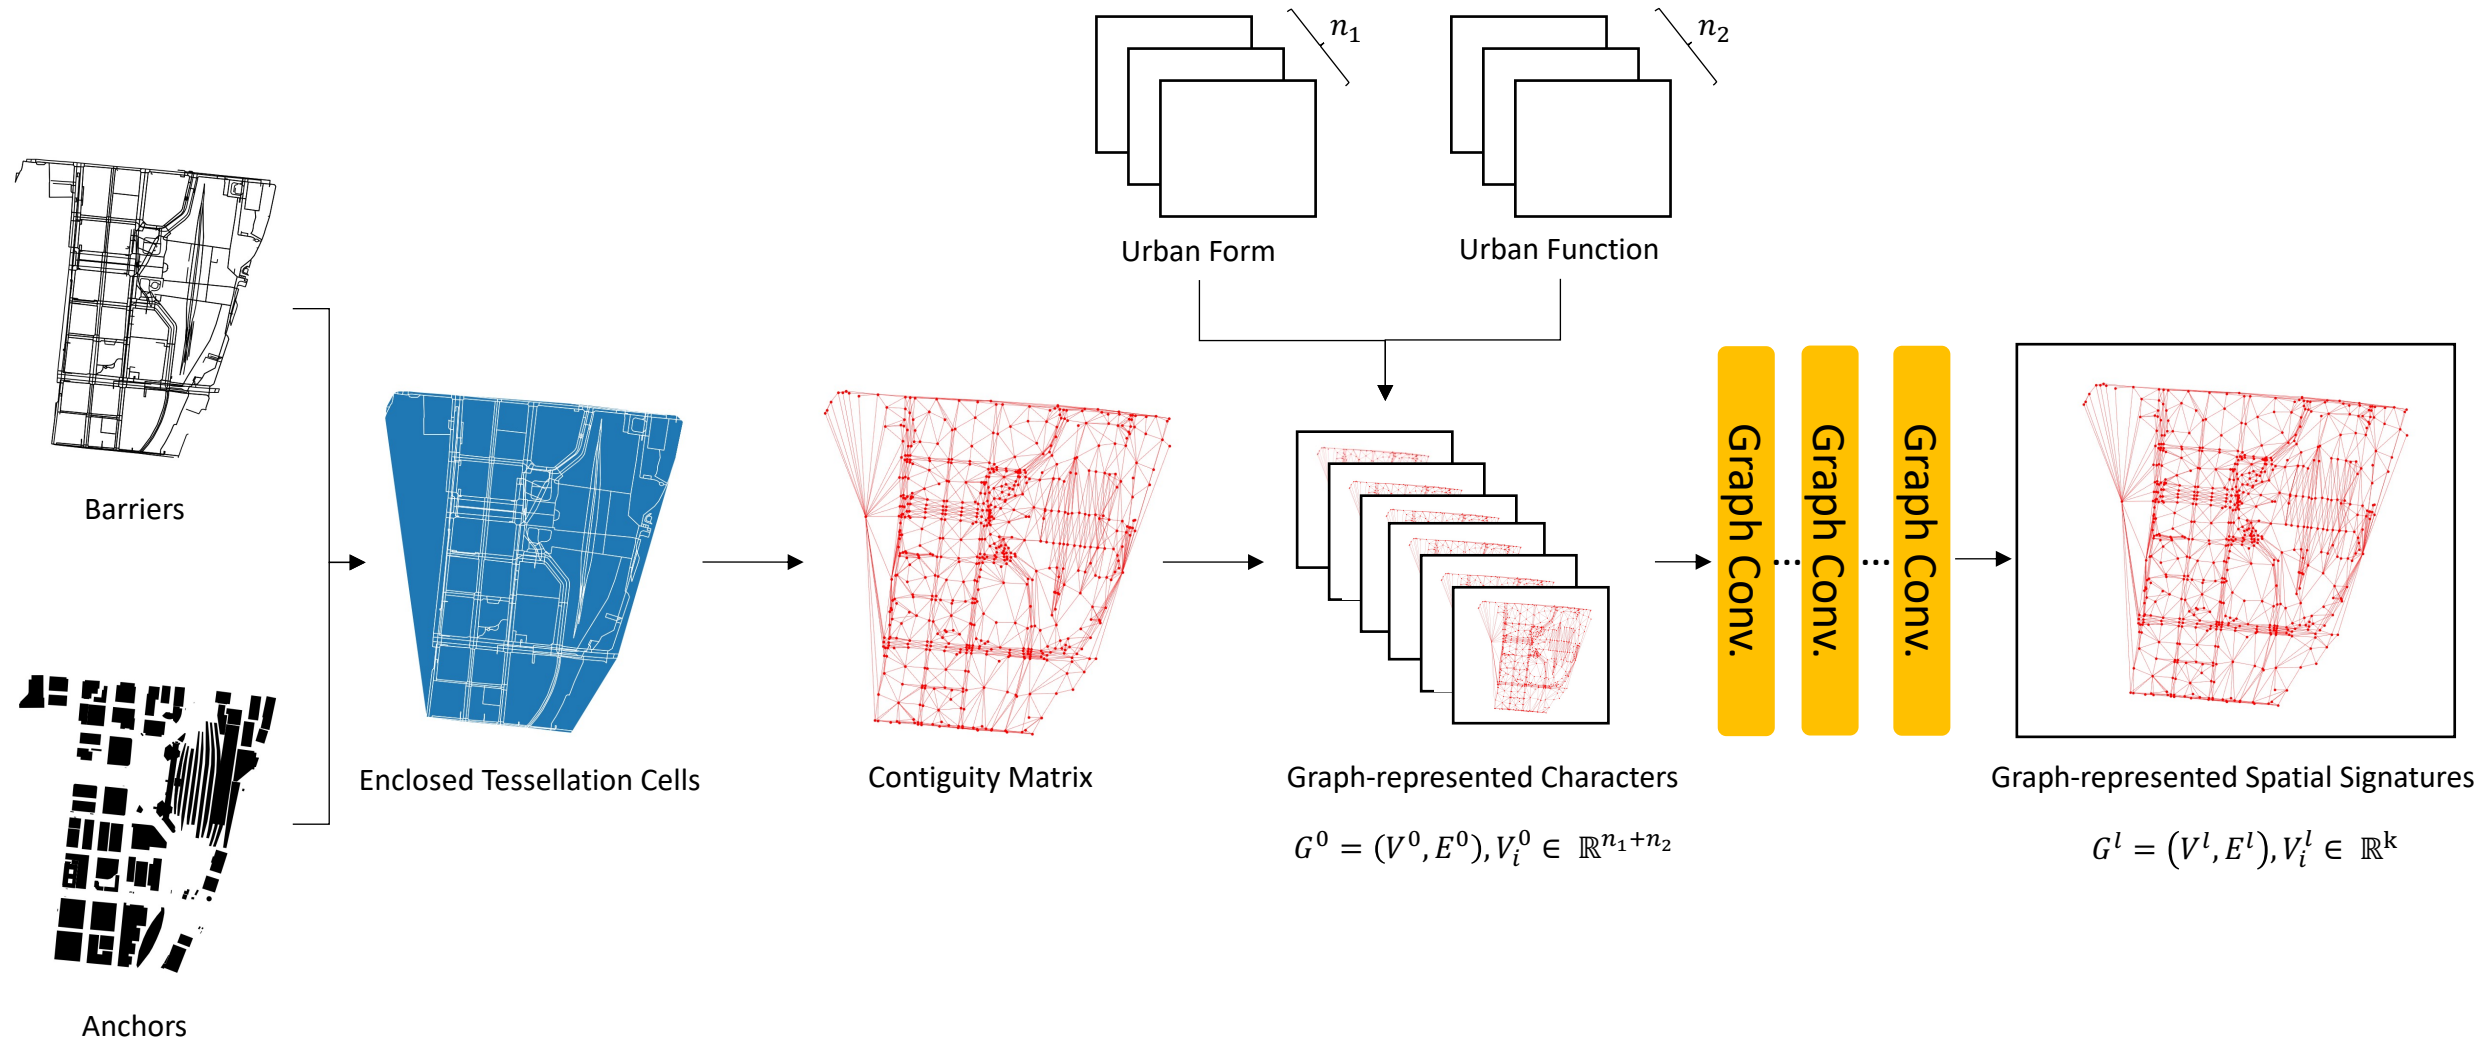 n₁
n₂
Urban Form
Urban Function
Barriers
Graph Conv.
...
Graph Conv.
...
Graph Conv.
Enclosed Tessellation Cells
Contiguity Matrix
Graph-represented Characters
Graph-represented Spatial Signatures
G⁰ = (V⁰, E⁰), Vᵢ⁰ ∈ ℝⁿ¹⁺ⁿ²
Gˡ = (Vˡ, Eˡ), Vᵢˡ ∈ ℝᵏ
Anchors